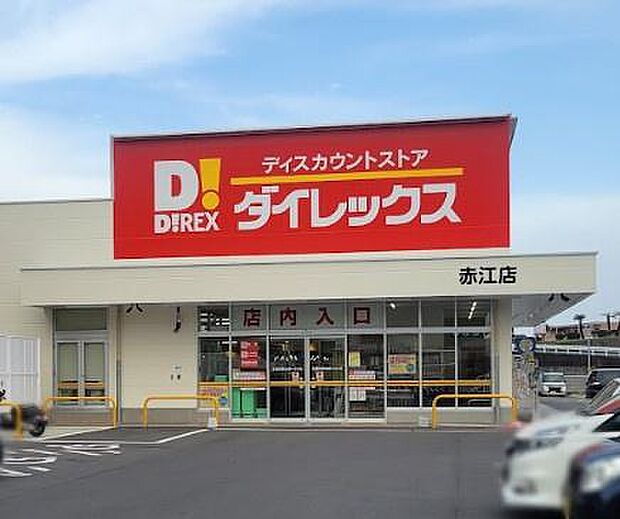 ディスカウントストア
D!
DIREX
ダイレックス
赤江店
店内入口